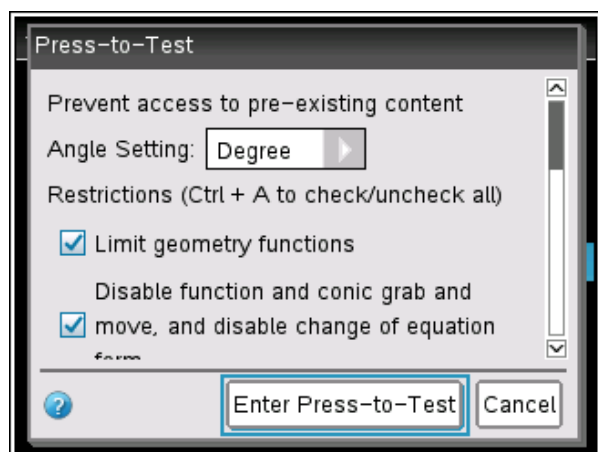 Press-to-Test
Prevent access to pre-existing content
Angle Setting: Degree
Restrictions (Ctrl + A to check/uncheck all)
Limit geometry functions
Disable function and conic grab and
move, and disable change of equation
form
Enter Press-to-Test Cancel